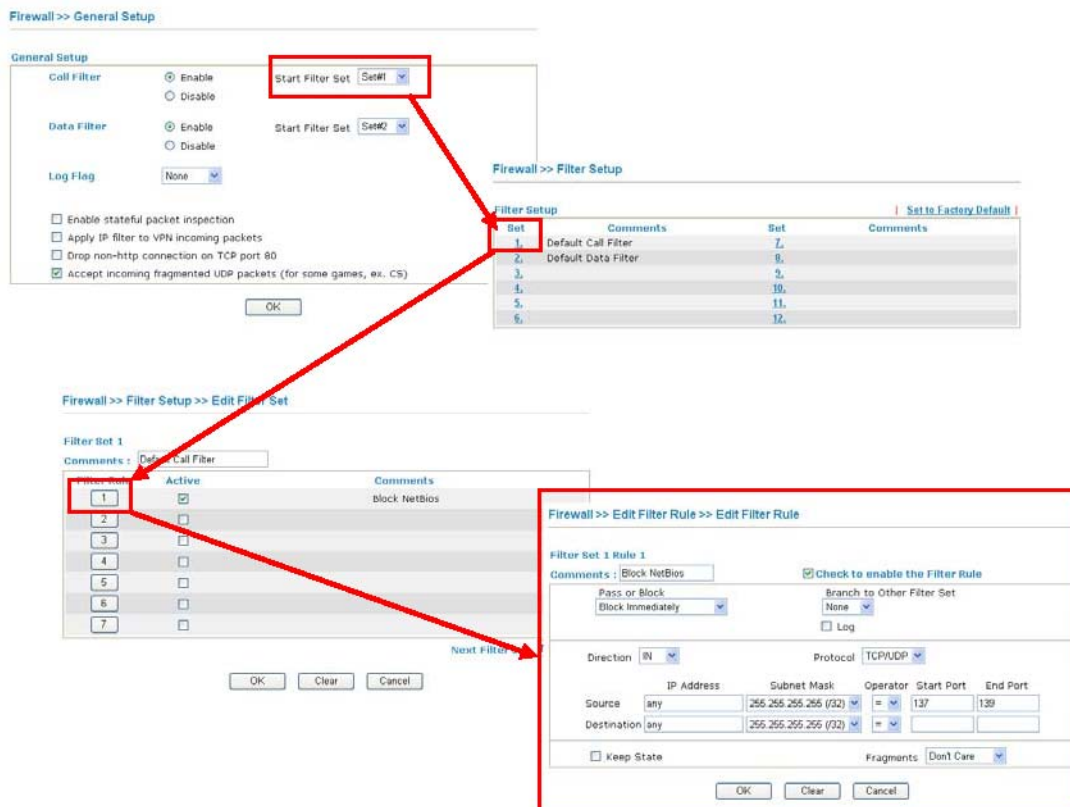 Firewall >> General Setup
General Setup
Call Filter
Enable
Start Filter Set Set#1
Disable
Data Filter
Enable
Start Filter Set Set#2
Disable
Log Flag
None
Enable stateful packet inspection
Apply IP filter to VPN incoming packets
Drop non-http connection on TCP port 80
Accept incoming fragmented UDP packets (for some games, ex. CS)
OK
Firewall >> Filter Setup
Filter Setup | Set to Factory Default |
Set Comments Set Comments
1. Default Call Filter 7.
2. Default Data Filter 8.
3. 9.
4. 10.
5. 11.
6. 12.
Firewall >> Filter Setup >> Edit Filter Set
Filter Set 1
Comments : Default Call Filter
Filter Rule Active Comments
1 Block NetBios
2
3
4
5
6
7
Next Filter
OK Clear Cancel
Firewall >> Edit Filter Rule >> Edit Filter Rule
Filter Set 1 Rule 1
Comments : Block NetBios Check to enable the Filter Rule
Pass or Block Branch to Other Filter Set
Block Immediately None
Log
Direction IN Protocol TCP/UDP
IP Address Subnet Mask Operator Start Port End Port
Source any 255.255.255.255 (/32) = 137 139
Destination any 255.255.255.255 (/32) =
Keep State Fragments Don't Care
OK Clear Cancel